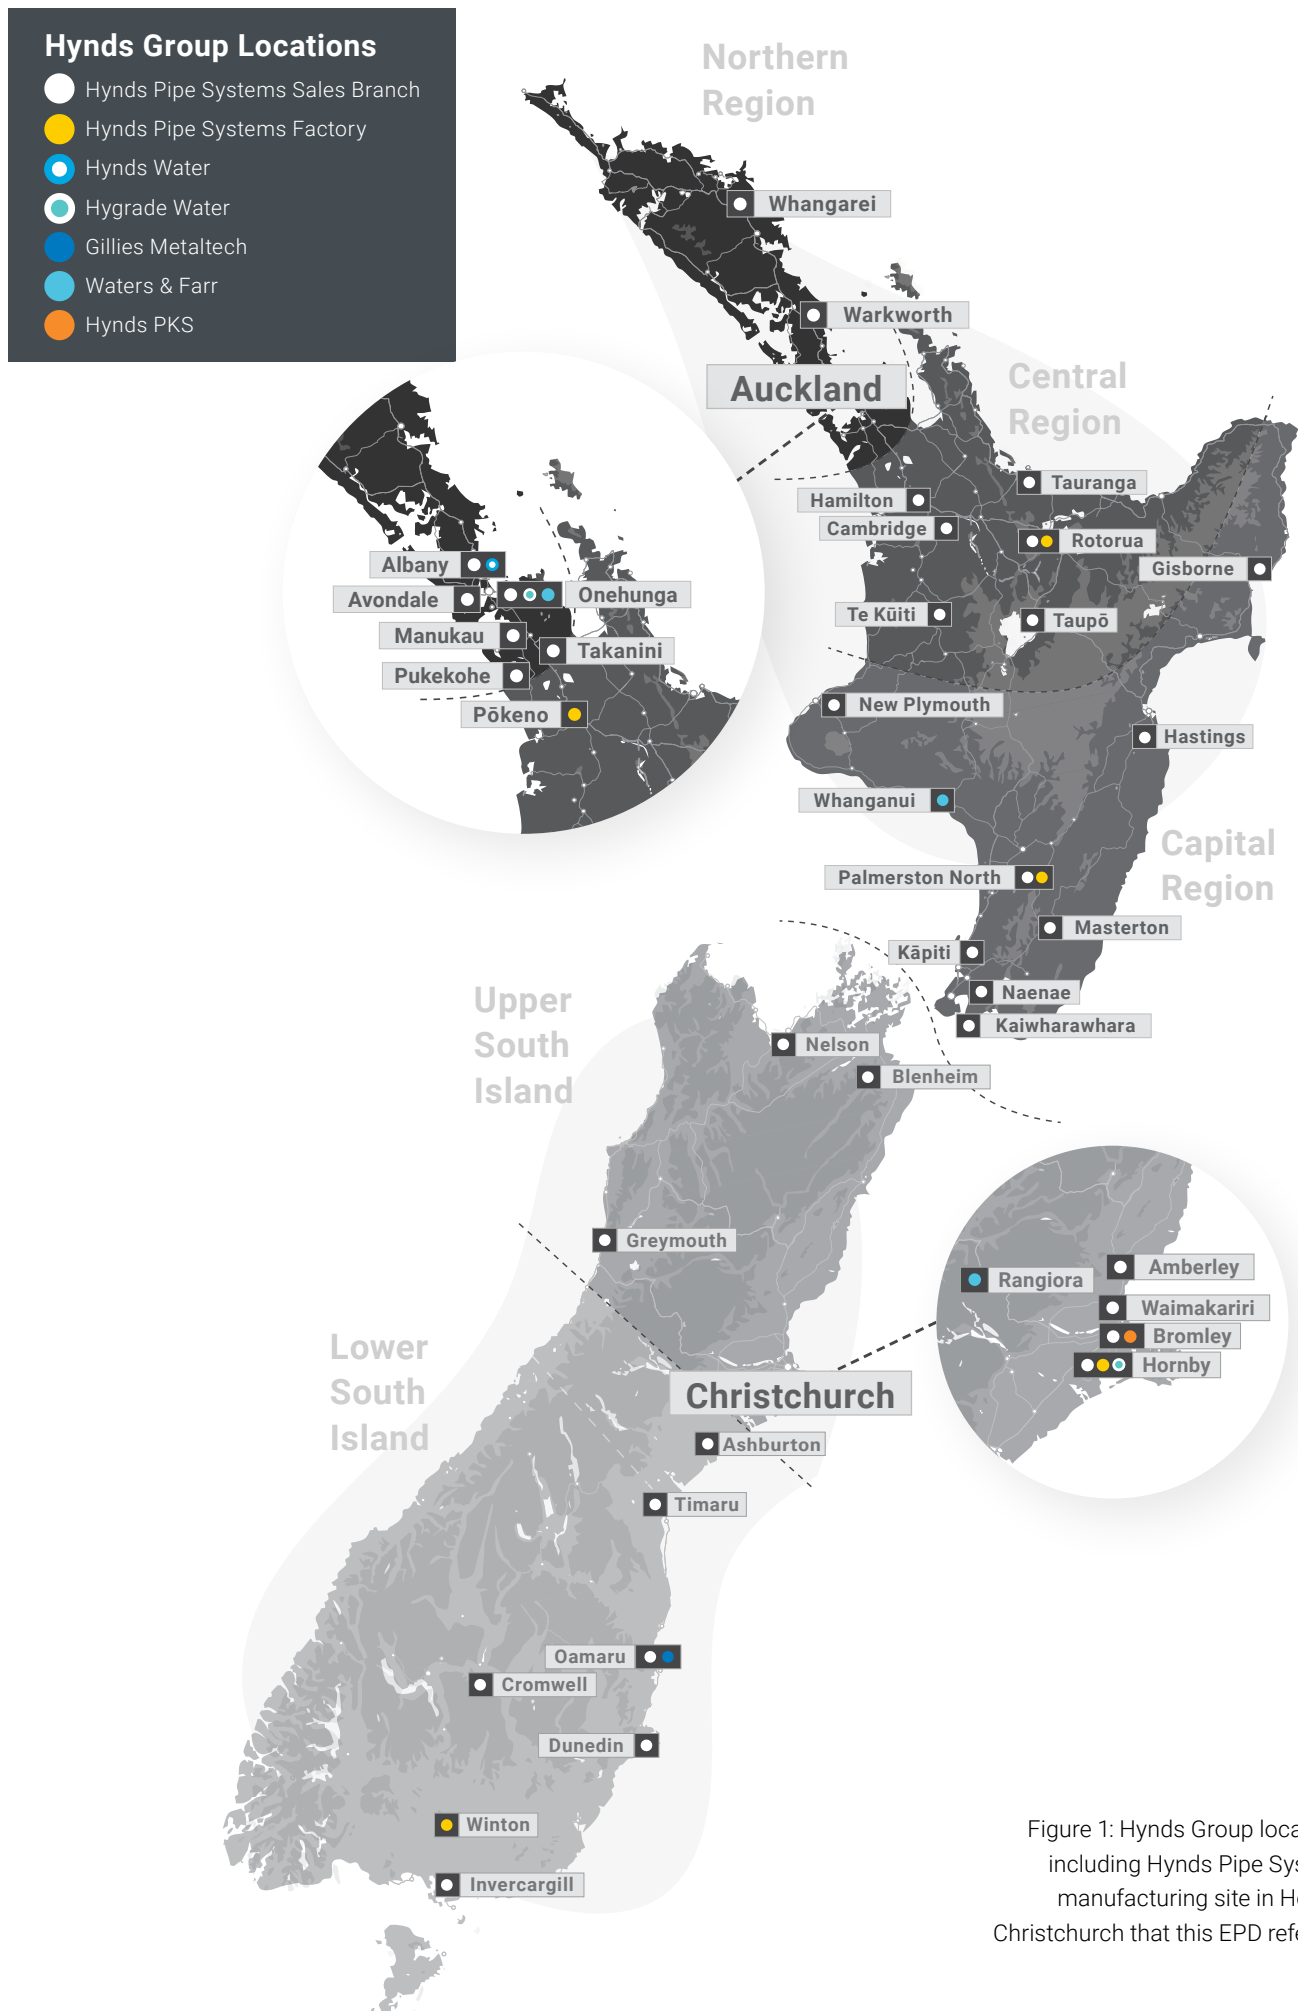 Hynds Group Locations
Hynds Pipe Systems Sales Branch
Hynds Pipe Systems Factory
Hynds Water
Hygrade Water
Gillies Metaltech
Waters & Farr
Hynds PKS
Northern
Region
Whangarei
Warkworth
Auckland
Central
Region
Tauranga
Hamilton
Cambridge
Rotorua
Gisborne
Te Kūiti
Taupō
Albany
Avondale
Onehunga
Manukau
Takanini
Pukekohe
Pōkeno
New Plymouth
Hastings
Whanganui
Capital
Region
Palmerston North
Masterton
Kāpiti
Naenae
Kaiwharawhara
Upper
South
Island
Nelson
Blenheim
Greymouth
Amberley
Rangiora
Waimakariri
Bromley
Hornby
Lower
South
Island
Christchurch
Ashburton
Timaru
Oamaru
Cromwell
Dunedin
Winton
Invercargill
Figure 1: Hynds Group loca
including Hynds Pipe Sys
manufacturing site in H
Christchurch that this EPD refe